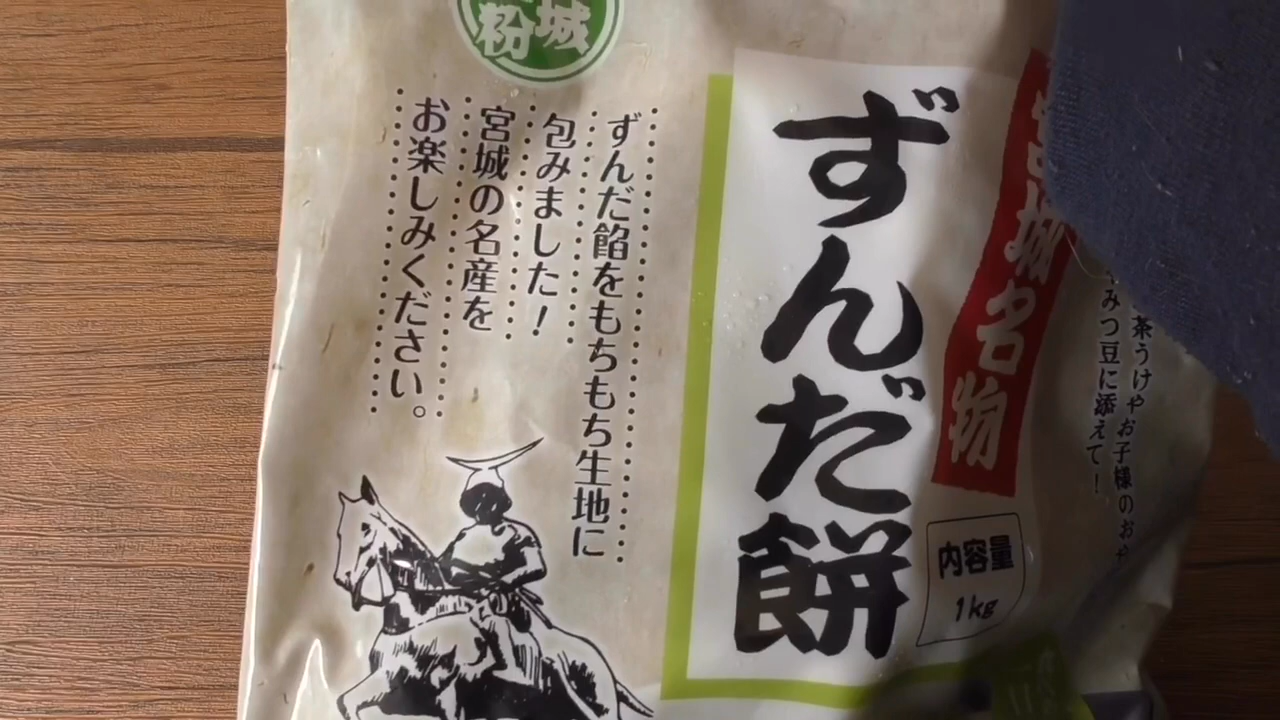 宮城名物
ずんだ餅
内容量
1kg
茶うけやお子様のおや
みつ豆に添えて!
ずんだ餡をもちもち生地に
包みました!
宮城の名産を
お楽しみください。
城
粉